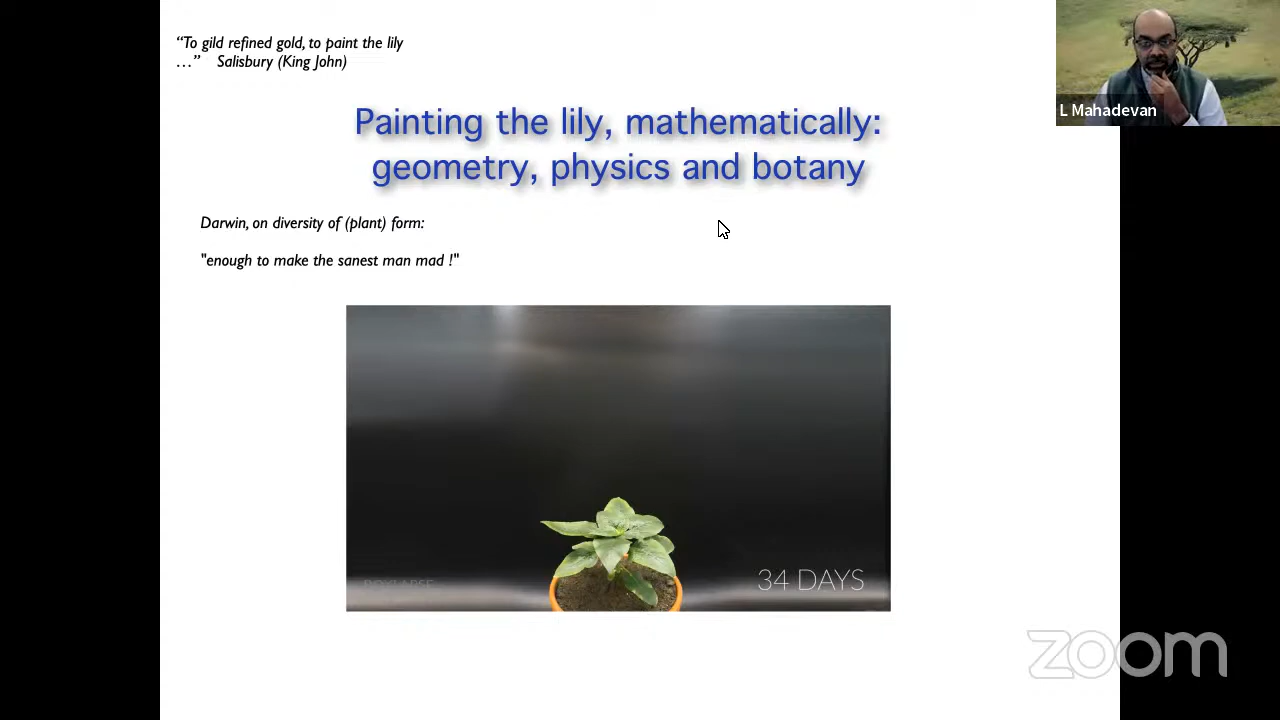 “To gild refined gold, to paint the lily
…” Salisbury (King John)
L Mahadevan
Painting the lily, mathematically:
geometry, physics and botany
Darwin, on diversity of (plant) form:
"enough to make the sanest man mad !"
34 DAYS
zoom